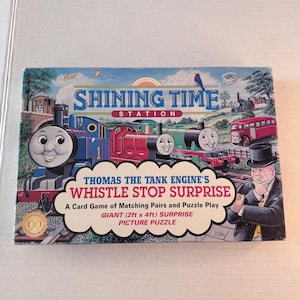 SHINING TIME
STATION
THOMAS THE TANK ENGINE'S
WHISTLE STOP SURPRISE
A Card Game of Matching Pairs and Puzzle Play
GIANT (2ft x 4ft) SURPRISE
PICTURE PUZZLE